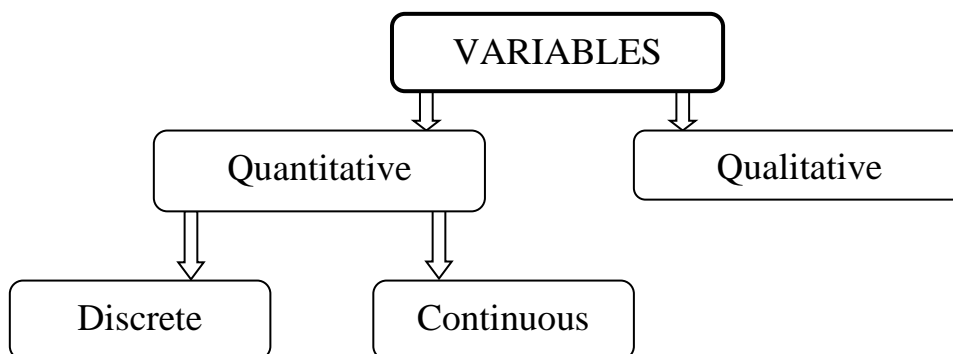 VARIABLES
Quantitative
Qualitative
Discrete
Continuous